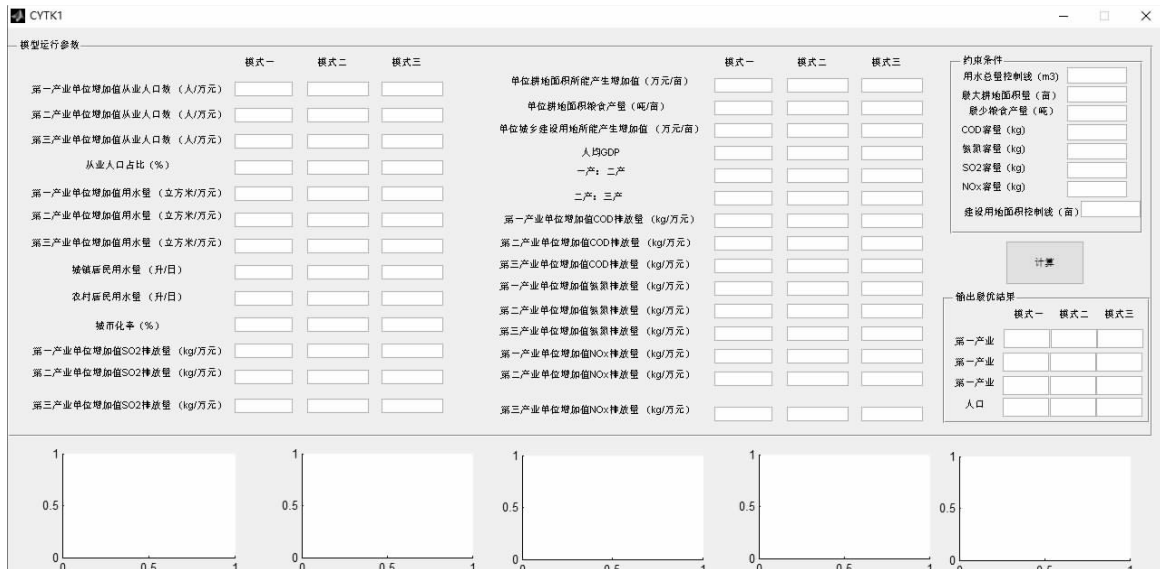 CYTK1
模型运行参数
模式一 模式二 模式三
第一产业单位增加值从业人口数（人/万元）
第二产业单位增加值从业人口数（人/万元）
第三产业单位增加值从业人口数（人/万元）
从业人口占比（%）
第一产业单位增加值用水量（立方米/万元）
第二产业单位增加值用水量（立方米/万元）
第三产业单位增加值用水量（立方米/万元）
城镇居民用水量（升/日）
农村居民用水量（升/日）
城市化率（%）
第一产业单位增加值SO2排放量（kg/万元）
第二产业单位增加值SO2排放量（kg/万元）
第三产业单位增加值SO2排放量（kg/万元）
模式一 模式二 模式三
单位耕地面积所能产生增加值（万元/亩）
单位耕地面积粮食产量（吨/亩）
单位城乡建设用地所能产生增加值（万元/亩）
人均GDP
一产：二产
二产：三产
第一产业单位增加值COD排放量（kg/万元）
第二产业单位增加值COD排放量（kg/万元）
第三产业单位增加值COD排放量（kg/万元）
第一产业单位增加值氨氮排放量（kg/万元）
第二产业单位增加值氨氮排放量（kg/万元）
第三产业单位增加值氨氮排放量（kg/万元）
第一产业单位增加值NOx排放量（kg/万元）
第二产业单位增加值NOx排放量（kg/万元）
第三产业单位增加值NOx排放量（kg/万元）
约束条件
用水总量控制线（m3）
最大耕地面积量（亩）
最少粮食产量（吨）
COD容量（kg）
氨氮容量（kg）
SO2容量（kg）
NOx容量（kg）
建设用地面积控制线（亩）
计算
输出最优结果
模式一 模式二 模式三
第一产业
第一产业
第一产业
人口
1 1 1 1 1
0.5 0.5 0.5 0.5 0.5
0 0 0 0 0
0 0.5 1 0 0.5 1 0 0.5 1 0 0.5 1 0 0.5 1